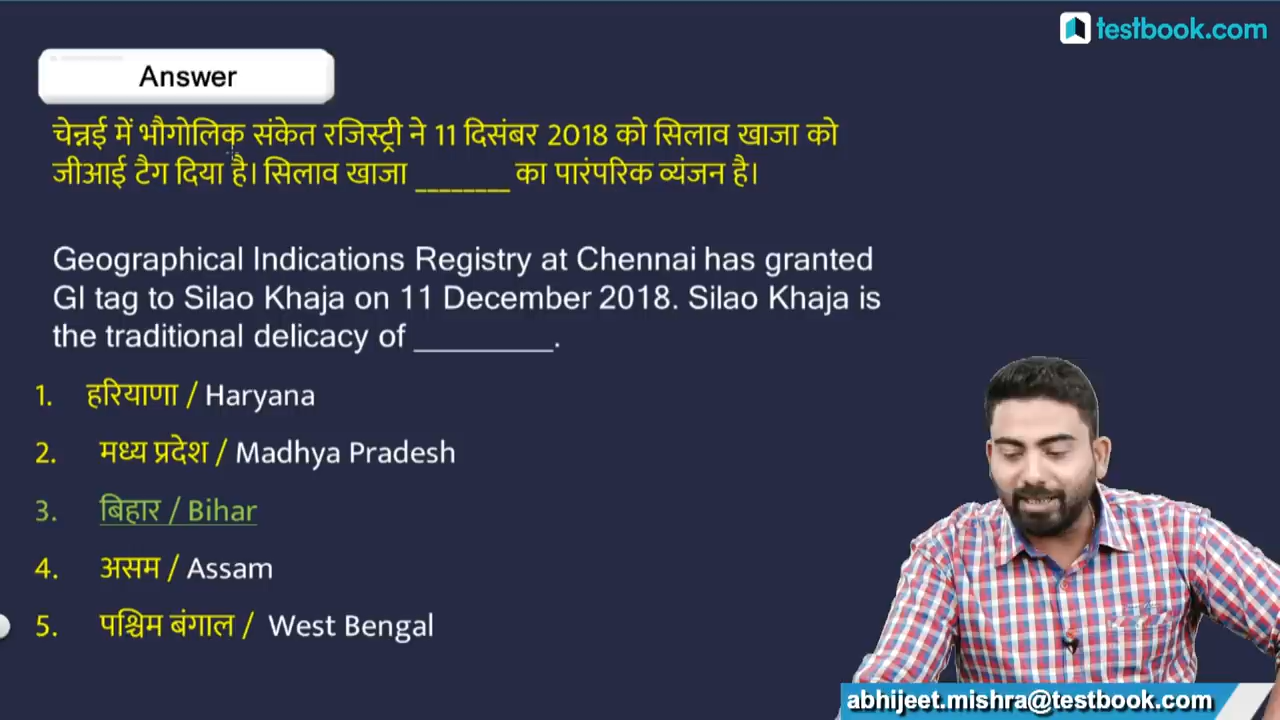 testbook.com
Answer
चेन्नई में भौगोलिक संकेत रजिस्ट्री ने 11 दिसंबर 2018 को सिलाव खाजा को
जीआई टैग दिया है। सिलाव खाजा ________ का पारंपरिक व्यंजन है।
Geographical Indications Registry at Chennai has granted
GI tag to Silao Khaja on 11 December 2018. Silao Khaja is
the traditional delicacy of ________.
1. हरियाणा / Haryana
2. मध्य प्रदेश / Madhya Pradesh
3. बिहार / Bihar
4. असम / Assam
5. पश्चिम बंगाल / West Bengal
abhijeet.mishra@testbook.com